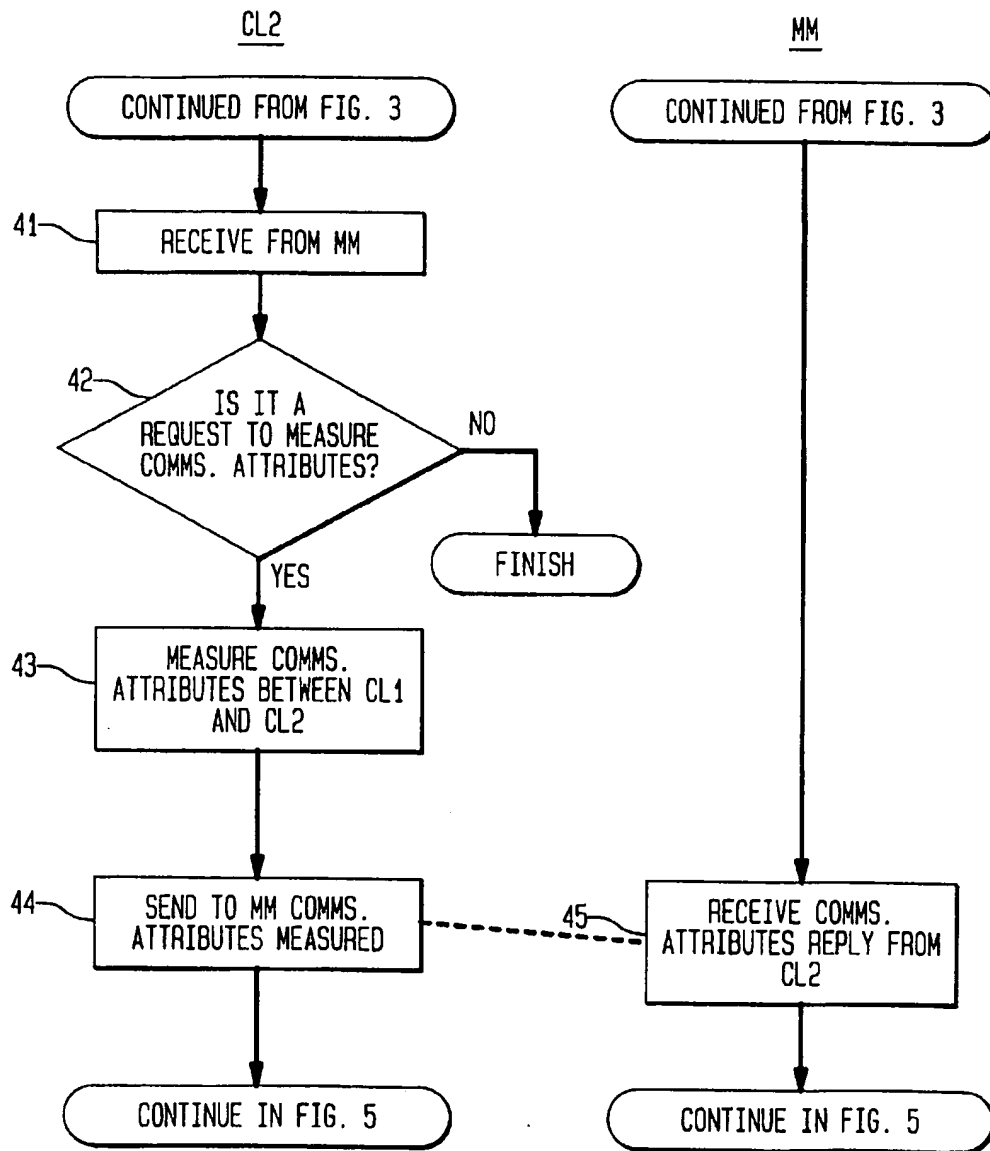 CL2
MM
CONTINUED FROM FIG. 3
CONTINUED FROM FIG. 3
41
RECEIVE FROM MM
42
IS IT A
REQUEST TO MEASURE
COMMS. ATTRIBUTES?
NO
FINISH
YES
43
MEASURE COMMS.
ATTRIBUTES BETWEEN CL1
AND CL2
44
SEND TO MM COMMS.
ATTRIBUTES MEASURED
45
RECEIVE COMMS.
ATTRIBUTES REPLY FROM
CL2
CONTINUE IN FIG. 5
CONTINUE IN FIG. 5